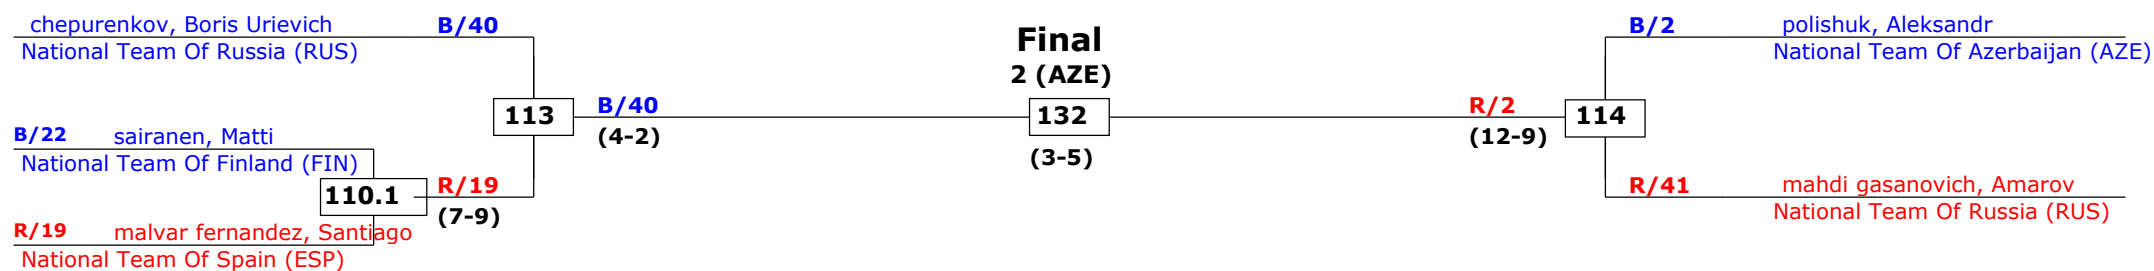 chepurenkov, Boris Urievich
B/40
National Team Of Russia (RUS)
Final
2 (AZE)
B/2
polishuk, Aleksandr
National Team Of Azerbaijan (AZE)
113
B/40
(4-2)
132
(3-5)
R/2
(12-9)
114
B/22
sairanen, Matti
National Team Of Finland (FIN)
110.1
R/19
(7-9)
R/19
malvar fernandez, Santiago
National Team Of Spain (ESP)
R/41
mahdi gasanovich, Amarov
National Team Of Russia (RUS)